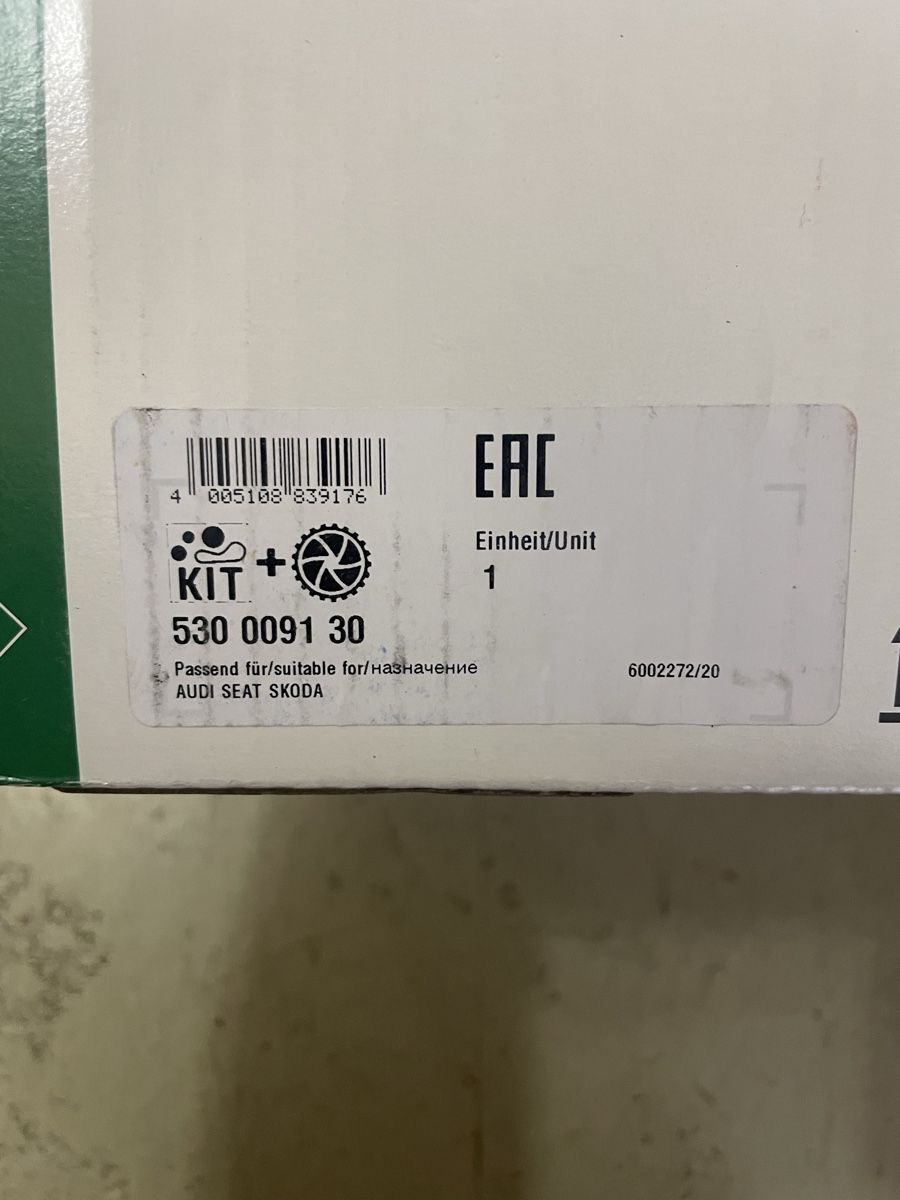 4 005108 839176
EAC
KIT +
Einheit/Unit
1
530 0091 30
Passend für/suitable for/назначение
6002272/20
AUDI SEAT SKODA